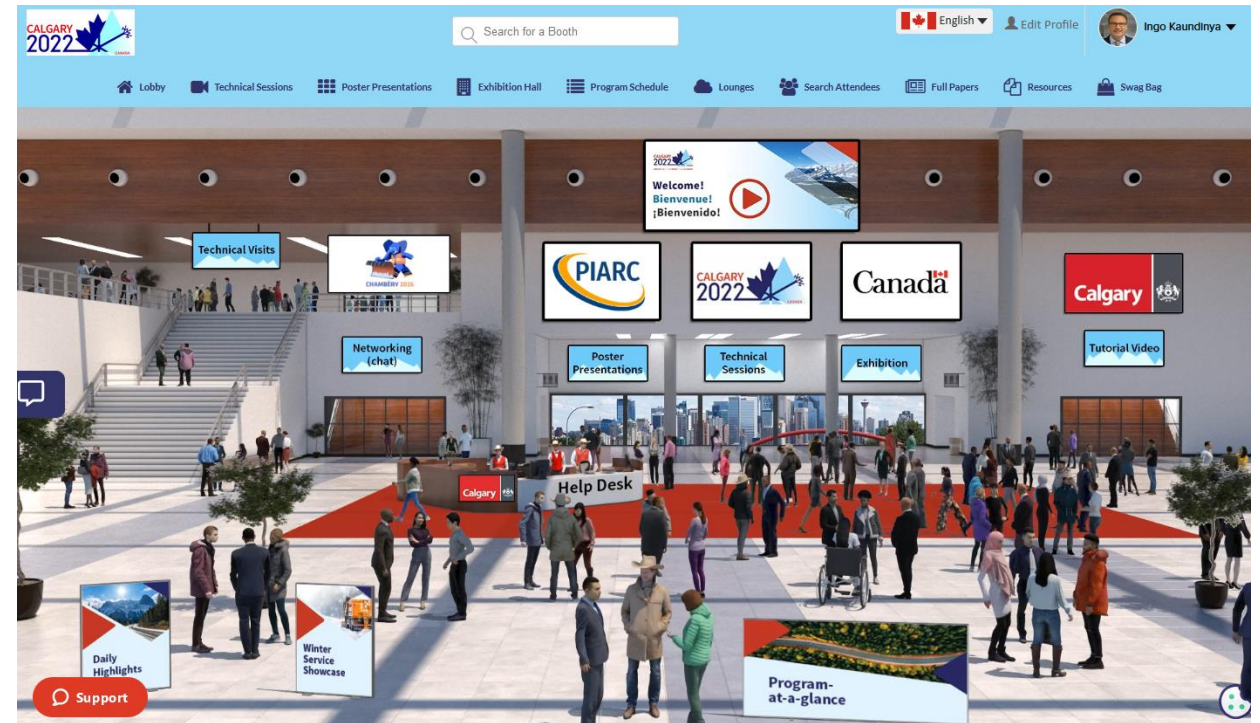 CALGARY
2022
CANADA
Search for a Booth
English
Edit Profile
Ingo Kaundinya
Lobby
Technical Sessions
Poster Presentations
Exhibition Hall
Program Schedule
Lounges
Search Attendees
Full Papers
Resources
Swag Bag
CALGARY
2022
Welcome!
Bienvenue!
¡Bienvenido!
Technical Visits
CHAMBÉRY 2026
PIARC
CALGARY
2022
CANADA
Canada
Calgary
Networking
(chat)
Poster
Presentations
Technical
Sessions
Exhibition
Tutorial Video
Calgary
Help Desk
Daily
Highlights
Winter
Service
Showcase
Program-
at-a-glance
Support